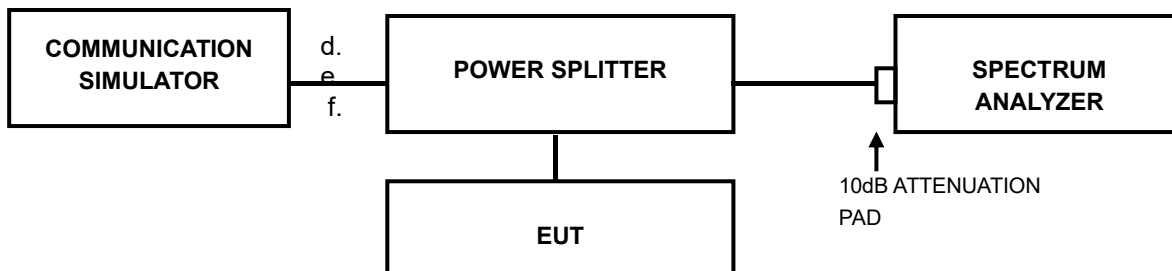 COMMUNICATION
SIMULATOR
d.
e
f.
POWER SPLITTER
SPECTRUM
ANALYZER
10dB ATTENUATION
PAD
EUT